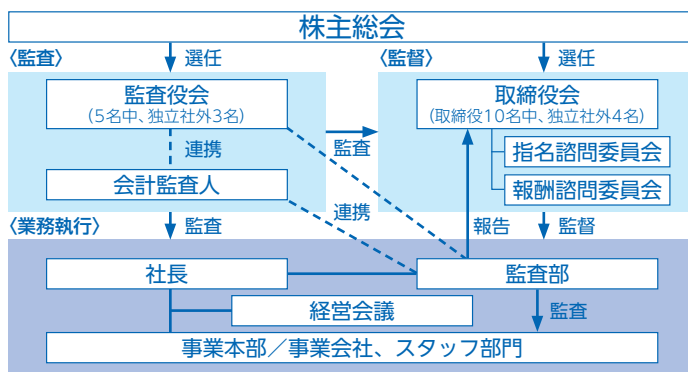 株主総会
〈監査〉
選任
〈監督〉
選任
監査役会
(5名中、独立社外3名)
取締役会
(取締役10名中、独立社外4名)
連携
監査
指名諮問委員会
会計監査人
報酬諮問委員会
連携
〈業務執行〉
監査
報告
監督
社長
監査部
経営会議
監査
事業本部／事業会社、スタッフ部門